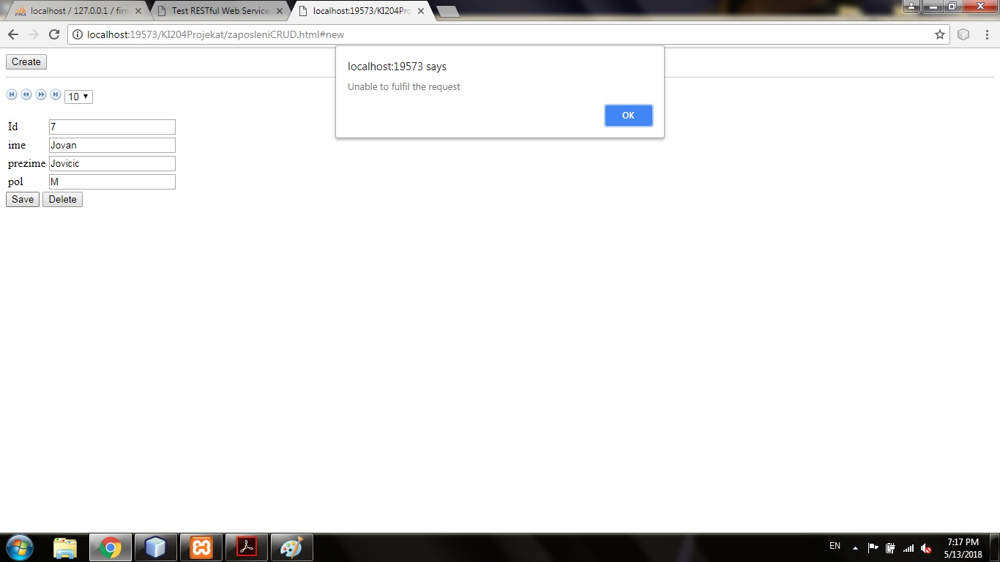 PMA localhost / 127.0.0.1 / firm
Test RESTful Web Service
localhost:19573/KI204Pro
localhost:19573/KI204Projekat/zaposleniCRUD.html#new
Create
localhost:19573 says
Unable to fulfil the request
OK
10
Id 7
ime Jovan
prezime Jovicic
pol M
Save Delete
EN
7:17 PM
5/13/2018